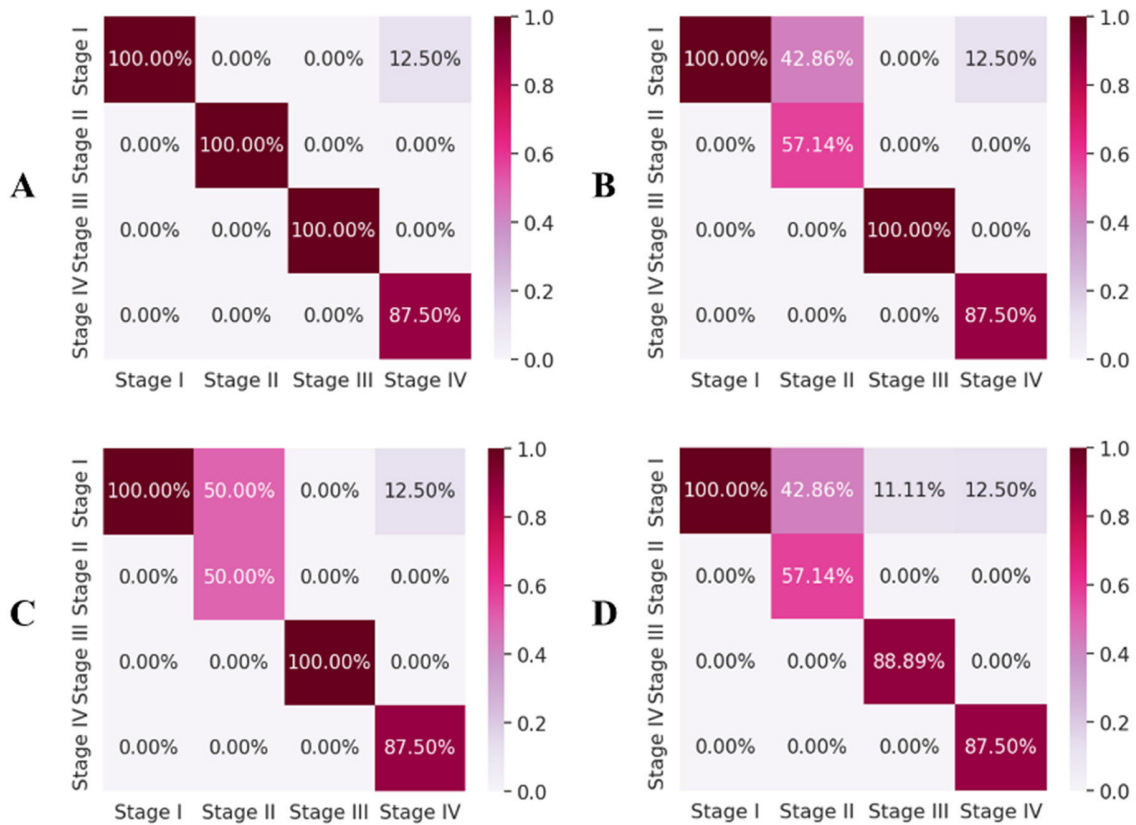 A
Stage I
Stage II
Stage III
Stage IV
100.00% 0.00% 0.00% 12.50%
0.00% 100.00% 0.00% 0.00%
0.00% 0.00% 100.00% 0.00%
0.00% 0.00% 0.00% 87.50%
Stage I Stage II Stage III Stage IV
1.0
0.8
0.6
0.4
0.2
0.0
B
Stage I
Stage II
Stage III
Stage IV
100.00% 42.86% 0.00% 12.50%
0.00% 57.14% 0.00% 0.00%
0.00% 0.00% 100.00% 0.00%
0.00% 0.00% 0.00% 87.50%
Stage I Stage II Stage III Stage IV
1.0
0.8
0.6
0.4
0.2
0.0
C
Stage I
Stage II
Stage III
Stage IV
100.00% 50.00% 0.00% 12.50%
0.00% 50.00% 0.00% 0.00%
0.00% 0.00% 100.00% 0.00%
0.00% 0.00% 0.00% 87.50%
Stage I Stage II Stage III Stage IV
1.0
0.8
0.6
0.4
0.2
0.0
D
Stage I
Stage II
Stage III
Stage IV
100.00% 42.86% 11.11% 12.50%
0.00% 57.14% 0.00% 0.00%
0.00% 0.00% 88.89% 0.00%
0.00% 0.00% 0.00% 87.50%
Stage I Stage II Stage III Stage IV
1.0
0.8
0.6
0.4
0.2
0.0